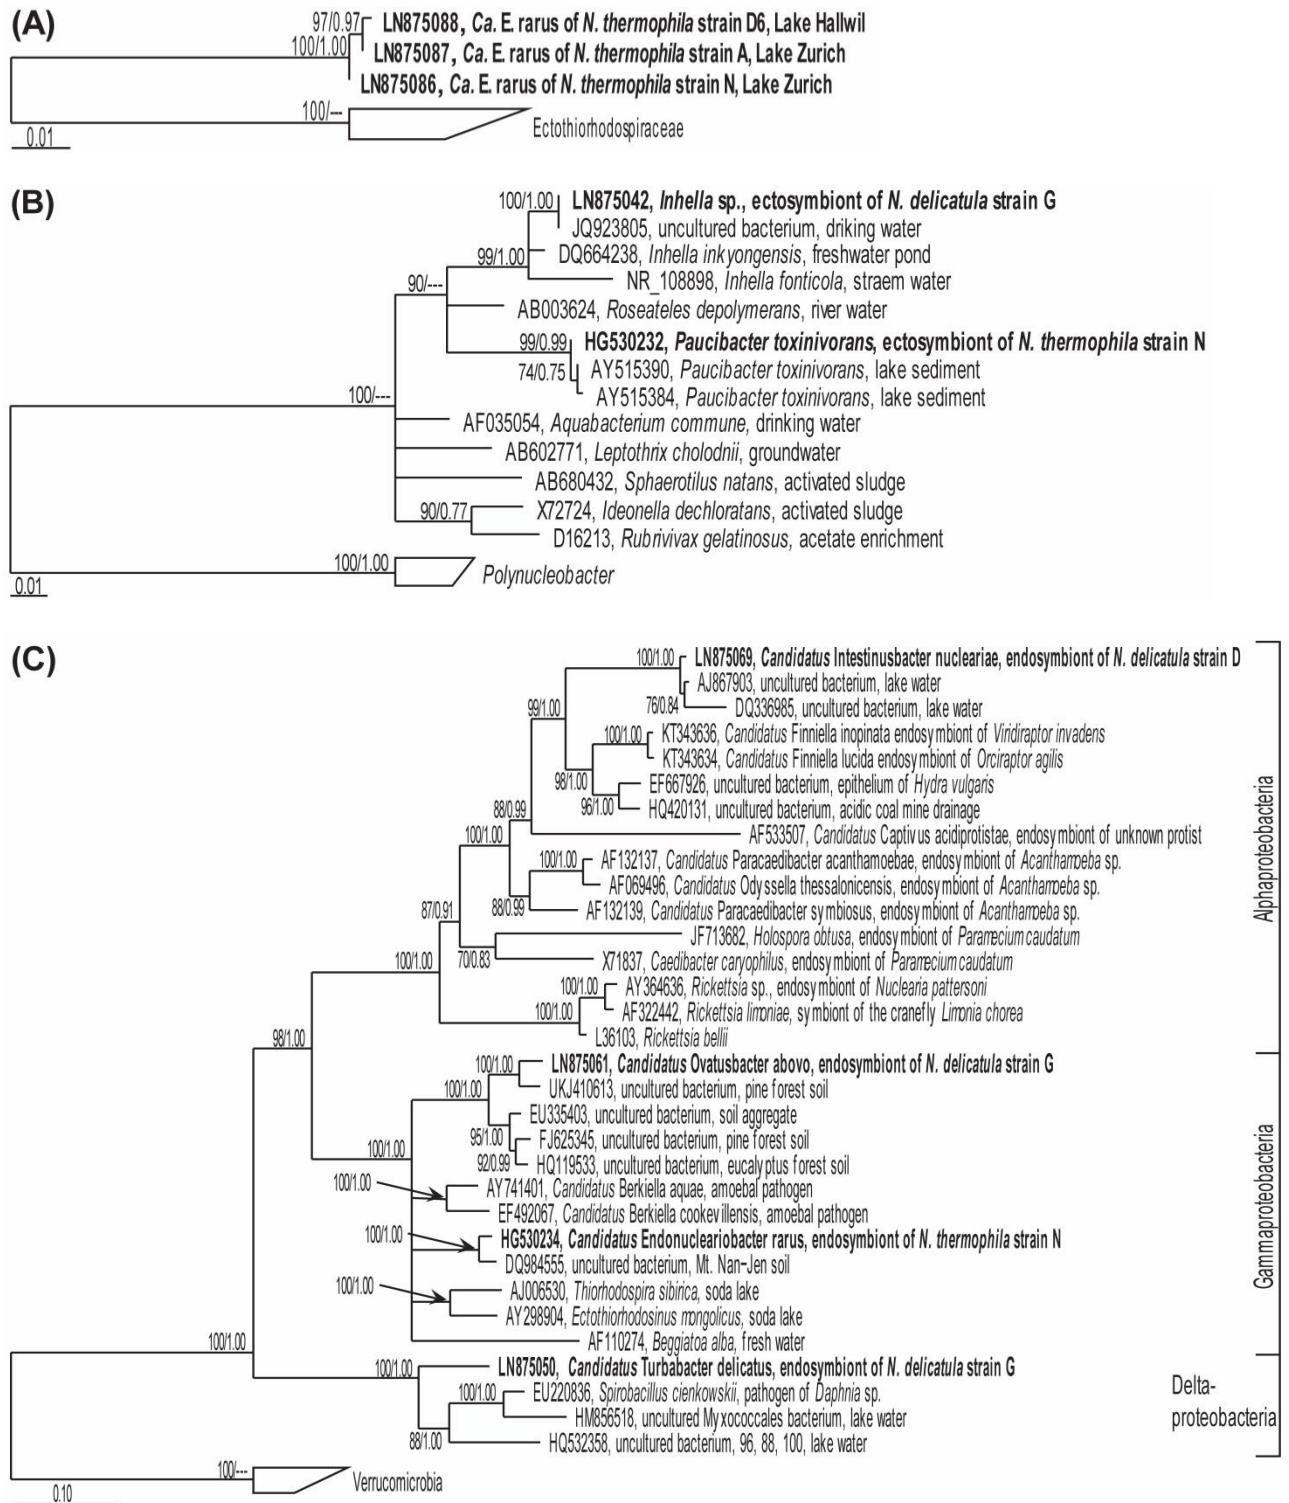 (A)
97/0.97
LN875088, Ca. E. rarus of N. thermophila strain D6, Lake Hallwil
100/1.00
LN875087, Ca. E. rarus of N. thermophila strain A, Lake Zurich
LN875086, Ca. E. rarus of N. thermophila strain N, Lake Zurich
100/---
Ectothiorhodospiraceae
0.01
(B)
100/1.00
LN875042, Inhella sp., ectosymbiont of N. delicatula strain G
JQ923805, uncultured bacterium, driking water
99/1.00
DQ664238, Inhella inkyongensis, freshwater pond
NR_108898, Inhella fonticola, straem water
90/---
AB003624, Roseateles depolymerans, river water
99/0.99
HG530232, Paucibacter toxinivorans, ectosymbiont of N. thermophila strain N
74/0.75
AY515390, Paucibacter toxinivorans, lake sediment
AY515384, Paucibacter toxinivorans, lake sediment
100/---
AF035054, Aquabacterium commune, drinking water
AB602771, Leptothrix cholodnii, groundwater
AB680432, Sphaerotilus natans, activated sludge
90/0.77
X72724, Ideonella dechloratans, activated sludge
D16213, Rubrivivax gelatinosus, acetate enrichment
100/1.00
Polynucleobacter
0.01
(C)
100/1.00
LN875069, Candidatus Intestinusbacter nucleariae, endosymbiont of N. delicatula strain D
AJ867903, uncultured bacterium, lake water
76/0.84
DQ336985, uncultured bacterium, lake water
99/1.00
100/1.00
KT343636, Candidatus Finniella inopinata endosymbiont of Viridiraptor invadens
KT343634, Candidatus Finniella lucida endosymbiont of Orciraptor agilis
98/1.00
EF667926, uncultured bacterium, epithelium of Hydra vulgaris
96/1.00
HQ420131, uncultured bacterium, acidic coal mine drainage
88/0.99
AF533507, Candidatus Captivus acidiprotistae, endosymbiont of unknown protist
100/1.00
100/1.00
AF132137, Candidatus Paracaedibacter acanthamoebae, endosymbiont of Acanthamoeba sp.
AF069496, Candidatus Odyssella thessalonicensis, endosymbiont of Acanthamoeba sp.
88/0.99
AF132139, Candidatus Paracaedibacter symbiosus, endosymbiont of Acanthamoeba sp.
87/0.91
JF713682, Holospora obtusa, endosymbiont of Paramecium caudatum
70/0.83
X71837, Caedibacter caryophilus, endosymbiont of Paramecium caudatum
100/1.00
100/1.00
AY364636, Rickettsia sp., endosymbiont of Nuclearia pattersoni
100/1.00
AF322442, Rickettsia limoniae, symbiont of the cranefly Limonia chorea
L36103, Rickettsia bellii
Alphaproteobacteria
98/1.00
100/1.00
LN875061, Candidatus Ovatusbacter abovo, endosymbiont of N. delicatula strain G
100/1.00
UKJ410613, uncultured bacterium, pine forest soil
EU335403, uncultured bacterium, soil aggregate
95/1.00
FJ625345, uncultured bacterium, pine forest soil
92/0.99
HQ119533, uncultured bacterium, eucalyptus forest soil
100/1.00
100/1.00
AY741401, Candidatus Berkiella aquae, amoebal pathogen
EF492067, Candidatus Berkiella cookevillensis, amoebal pathogen
100/1.00
HG530234, Candidatus Endonucleariobacter rarus, endosymbiont of N. thermophila strain N
DQ984555, uncultured bacterium, Mt. Nan-Jen soil
100/1.00
AJ006530, Thiorhodospira sibirica, soda lake
AY298904, Ectothiorhodosinus mongolicus, soda lake
AF110274, Beggiatoa alba, fresh water
Gammaproteobacteria
100/1.00
100/1.00
LN875050, Candidatus Turbabacter delicatus, endosymbiont of N. delicatula strain G
100/1.00
EU220836, Spirobacillus cienkowskii, pathogen of Daphnia sp.
HM856518, uncultured Myxococcales bacterium, lake water
88/1.00
HQ532358, uncultured bacterium, 96, 88, 100, lake water
Delta-
proteobacteria
100/---
Verrucomicrobia
0.10